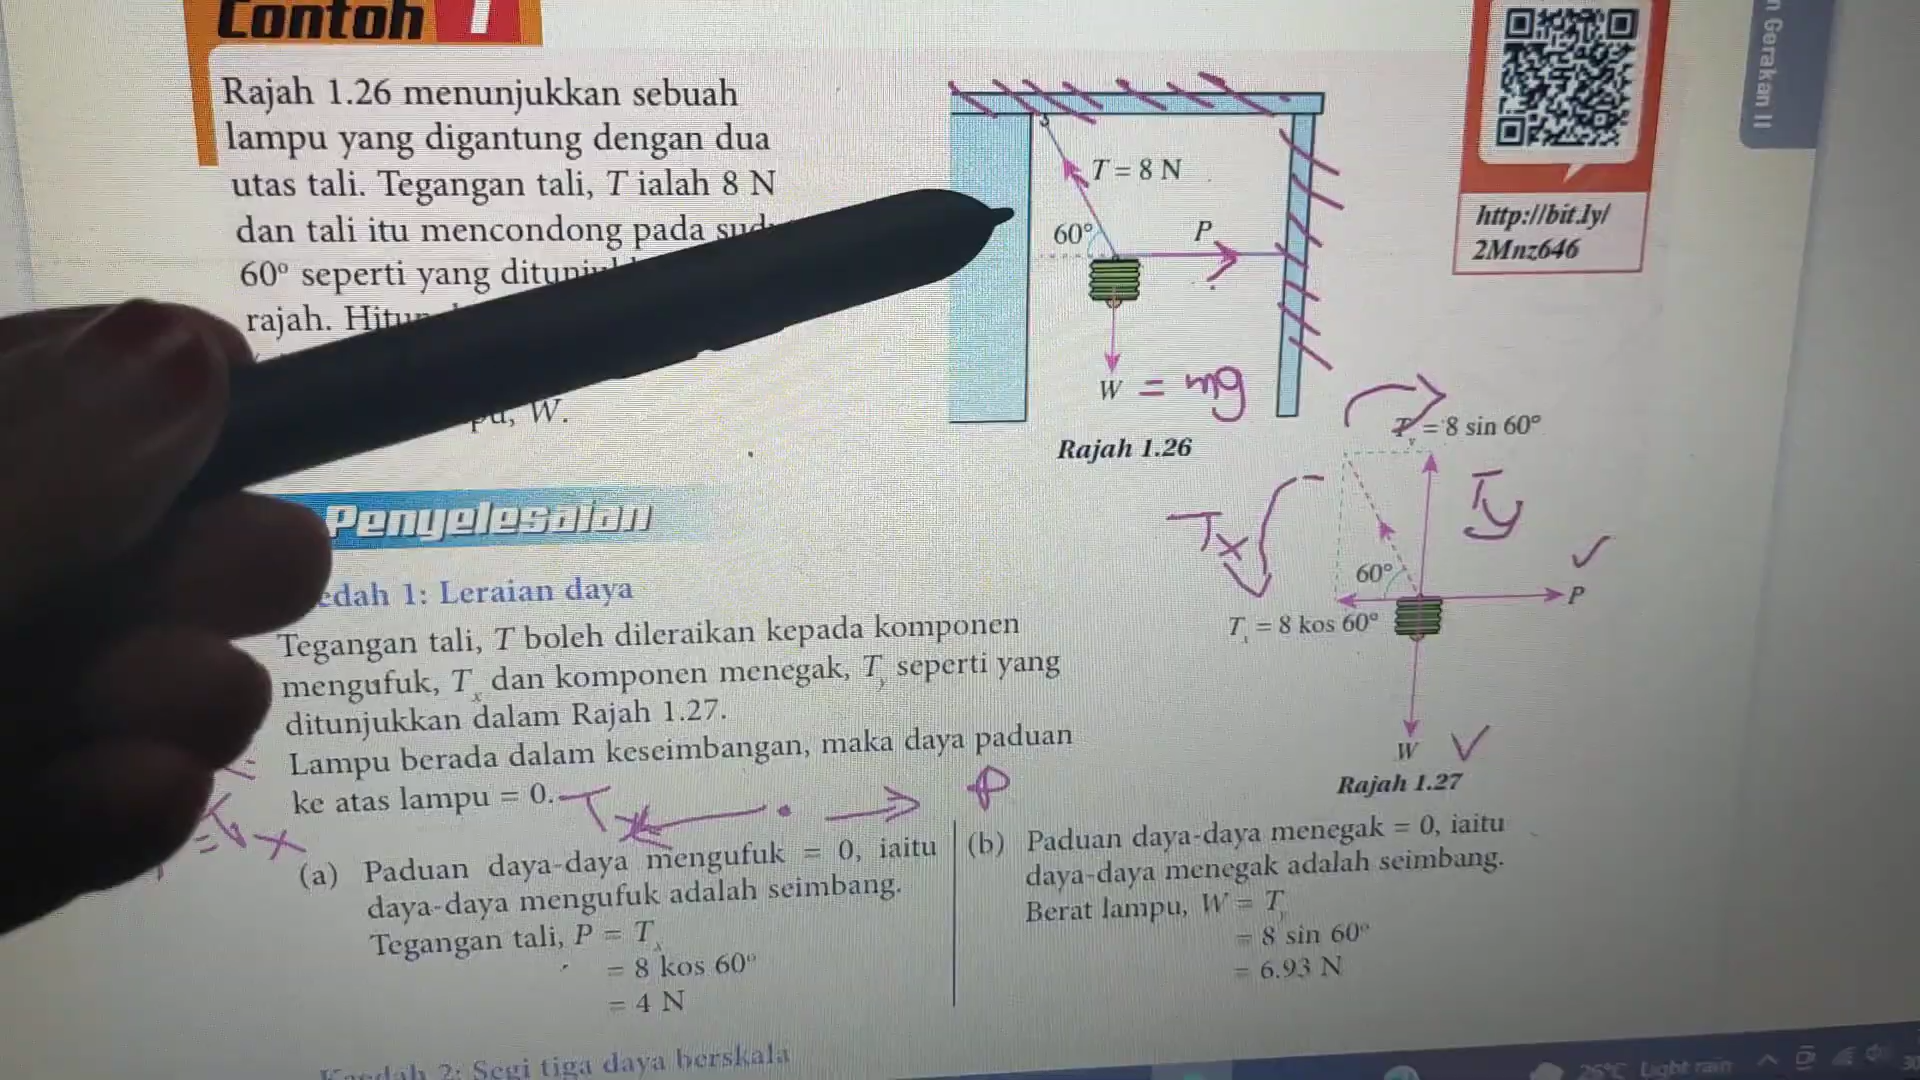 Contoh 1
Rajah 1.26 menunjukkan sebuah
lampu yang digantung dengan dua
utas tali. Tegangan tali, T ialah 8 N
dan tali itu mencondong pada
60° seperti yang
rajah.
W.
T = 8 N
60°
P
W = mg
Rajah 1.26
http://bit.ly/
2Mnz646
n Gerakan II
= 8 sin 60°
Ty
Tx
60°
P
Tx = 8 kos 60°
W
Rajah 1.27
Penyelesaian
1: Leraian daya
Tegangan tali, T boleh dileraikan kepada komponen
mengufuk, Tx dan komponen menegak, Ty seperti yang
ditunjukkan dalam Rajah 1.27.
Lampu berada dalam keseimbangan, maka daya paduan
ke atas lampu = 0.
Tx P
(a) Paduan daya-daya mengufuk = 0, iaitu
daya-daya mengufuk adalah seimbang.
Tegangan tali, P = Tx
= 8 kos 60°
= 4 N
(b) Paduan daya-daya menegak = 0, iaitu
daya-daya menegak adalah seimbang.
Berat lampu, W = Ty
= 8 sin 60°
= 6.93 N
Kaedah 2: Segi tiga daya berskala
26°C Light rain